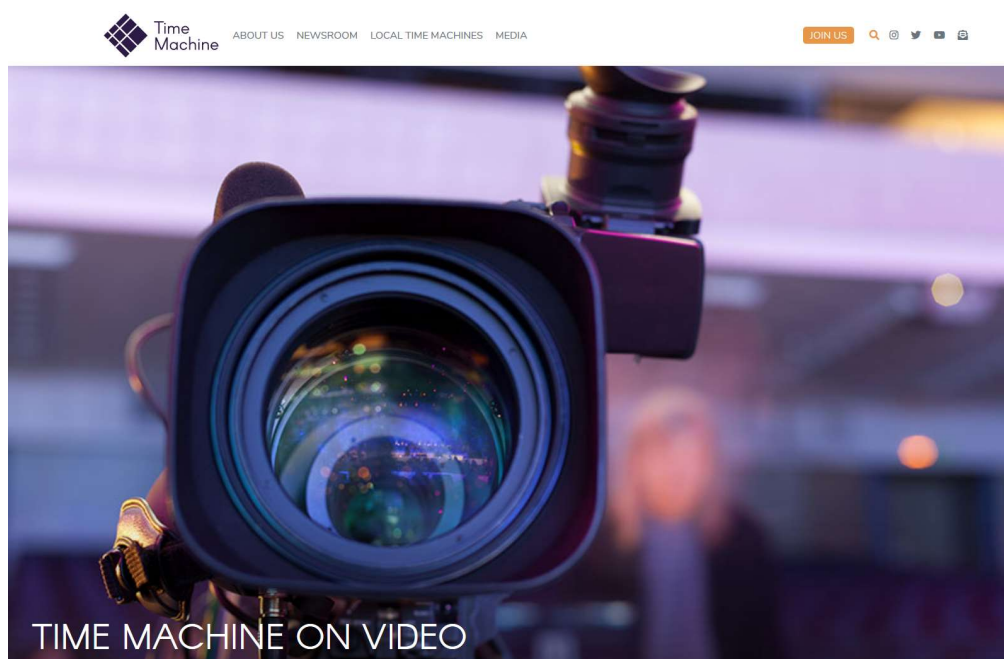 Time
Machine
ABOUT US NEWSROOM LOCAL TIME MACHINES MEDIA
JOIN US
TIME MACHINE ON VIDEO